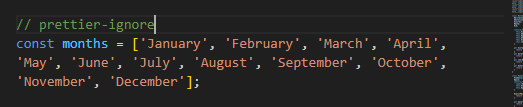 // prettier-ignore
const months = ['January', 'February', 'March', 'April',
'May', 'June', 'July', 'August', 'September', 'October',
'November', 'December'];